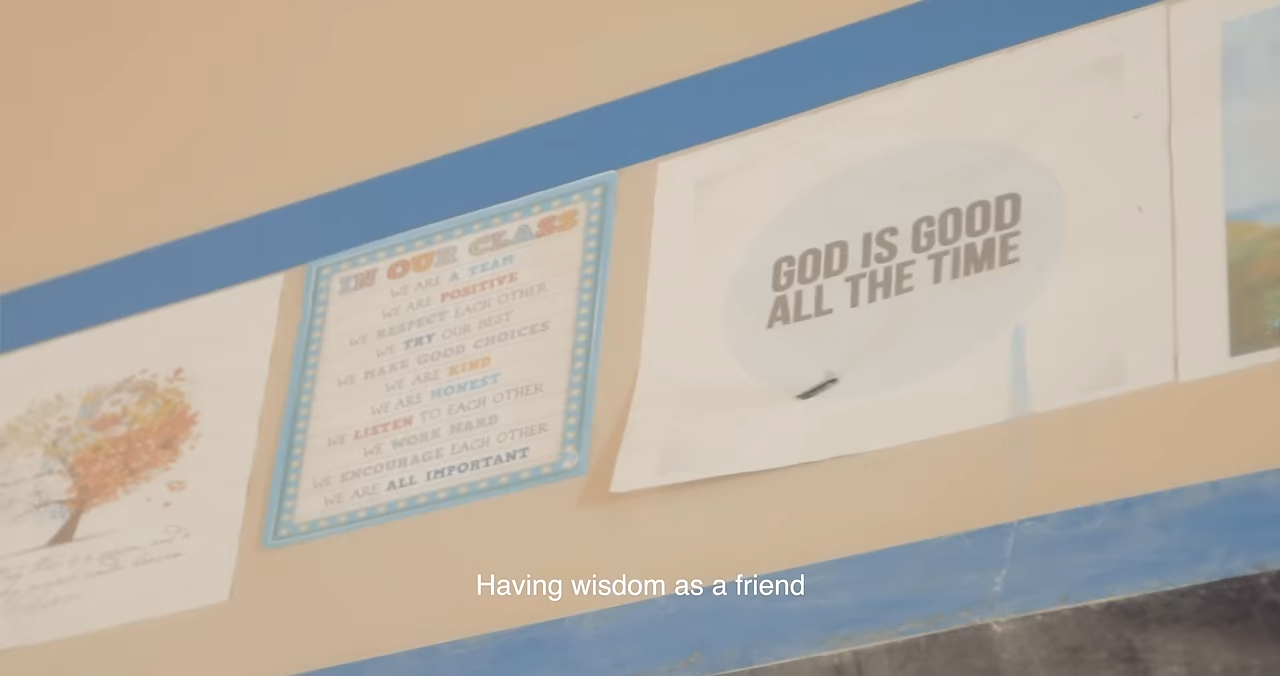 IN OUR CLASS
WE ARE A TEAM
WE ARE POSITIVE
WE RESPECT EACH OTHER
WE TRY OUR BEST
WE MAKE GOOD CHOICES
WE ARE KIND
WE ARE HONEST
WE LISTEN TO EACH OTHER
WE WORK HARD
WE ENCOURAGE EACH OTHER
WE ARE ALL IMPORTANT
GOD IS GOOD
ALL THE TIME
Having wisdom as a friend